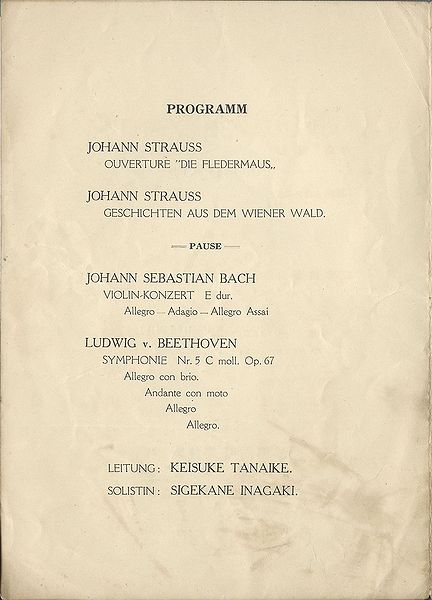 PROGRAMM
JOHANN STRAUSS
OUVERTURE "DIE FLEDERMAUS„
JOHANN STRAUSS
GESCHICHTEN AUS DEM WIENER WALD.
PAUSE
JOHANN SEBASTIAN BACH
VIOLIN-KONZERT E dur.
Allegro — Adagio — Allegro Assai
LUDWIG v. BEETHOVEN
SYMPHONIE Nr. 5 C moll. Op. 67
Allegro con brio.
Andante con moto
Allegro
Allegro.
LEITUNG: KEISUKE TANAIKE.
SOLISTIN: SIGEKANE INAGAKI.